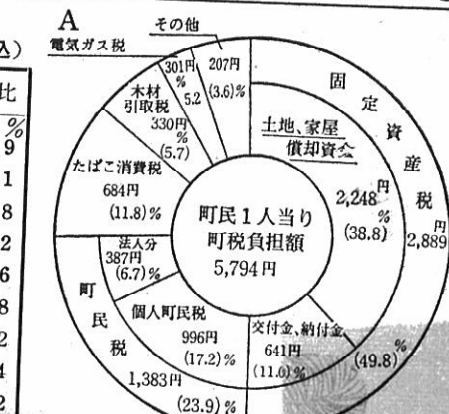 A
込)
比
%
9
1
8
2
6
8
2
4
2
その他
電気ガス税
207円
(3.6)%
301円
%
5.2
木材
引取税
330円
%
(5.7)
たばこ消費税
684円
(11.8)%
町民税
1,383円
(23.9)%
法人分
387円
(6.7)%
個人町民税
996円
(17.2)%
町民1人当り
町税負担額
5,794円
固定資産税
2,889円
(49.8)%
土地、家屋
償却資金
2,248円
%
(38.8)
交付金、納付金
641円
(11.0)%